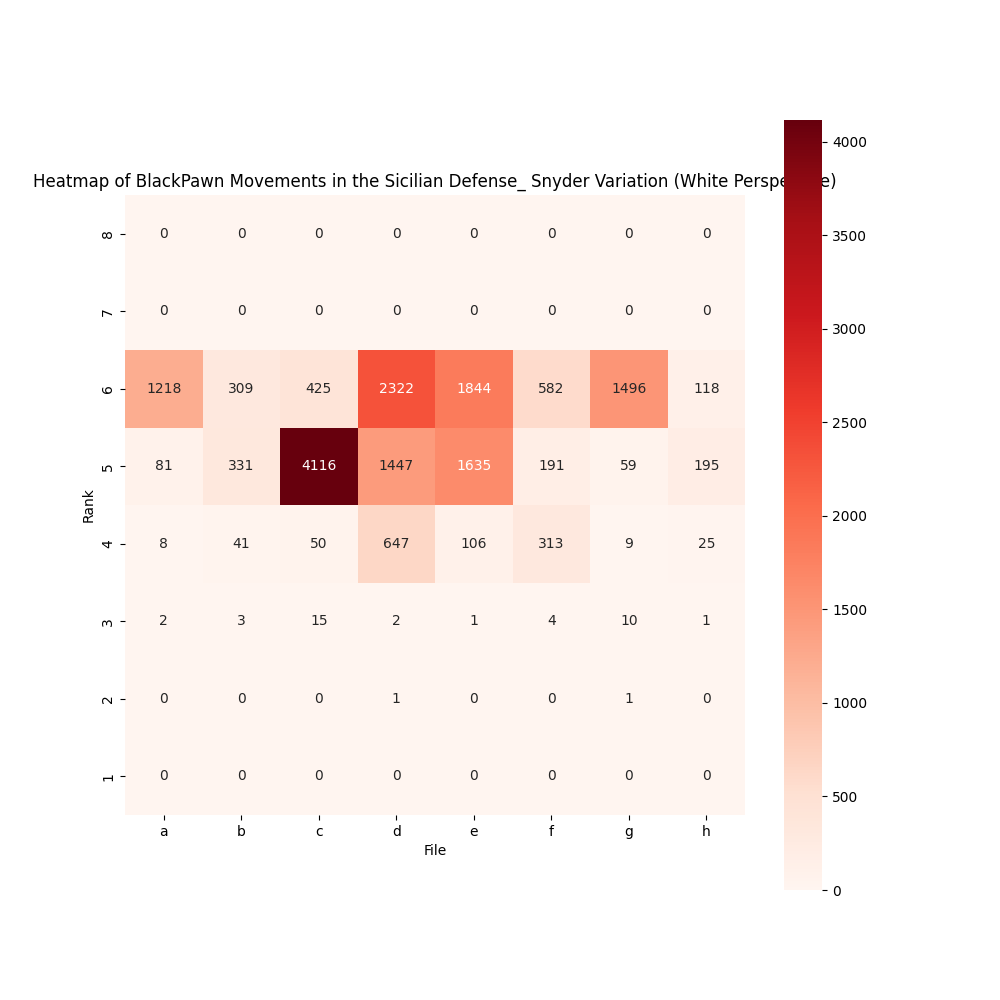 Heatmap of BlackPawn Movements in the Sicilian Defense_ Snyder Variation (White Perspe e)
8 0 0 0 0 0 0 0 0
7 0 0 0 0 0 0 0 0
6 1218 309 425 2322 1844 582 1496 118
5 81 331 4116 1447 1635 191 59 195
4 8 41 50 647 106 313 9 25
3 2 3 15 2 1 4 10 1
2 0 0 0 1 0 0 1 0
1 0 0 0 0 0 0 0 0
a b c d e f g h
File
Rank
4000
3500
3000
2500
2000
1500
1000
500
0